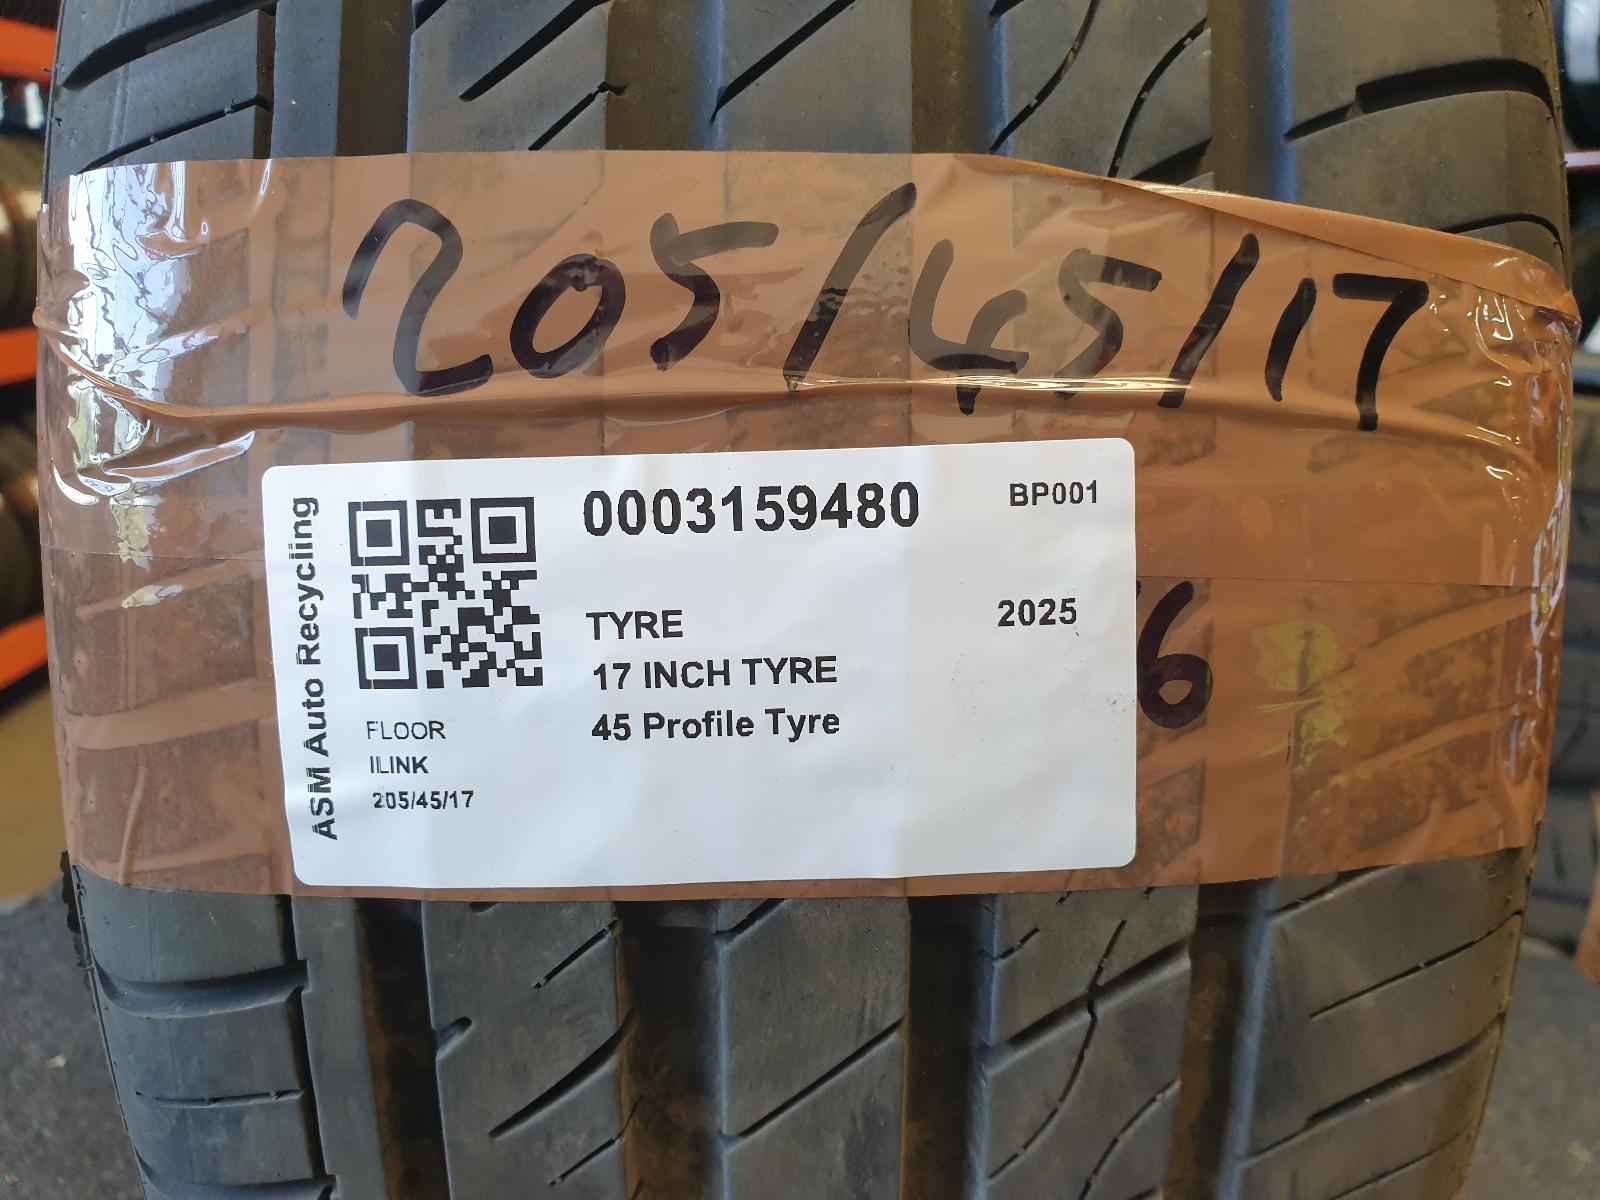 205/45/17
ASM Auto Recycling
0003159480
BP001
TYRE
2025
17 INCH TYRE
45 Profile Tyre
FLOOR
ILINK
205/45/17
6